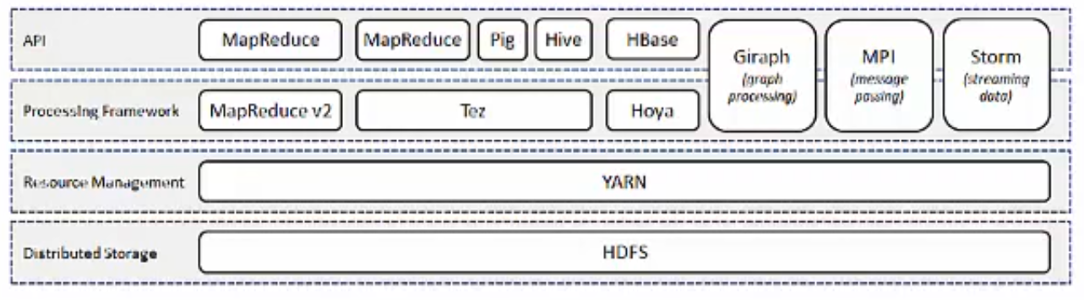 API
MapReduce
MapReduce
Pig
Hive
HBase
Giraph
(graph
processing)
MPI
(message
passing)
Storm
(streaming
data)
Processing Framework
MapReduce v2
Tez
Hoya
Resource Management
YARN
Distributed Storage
HDFS